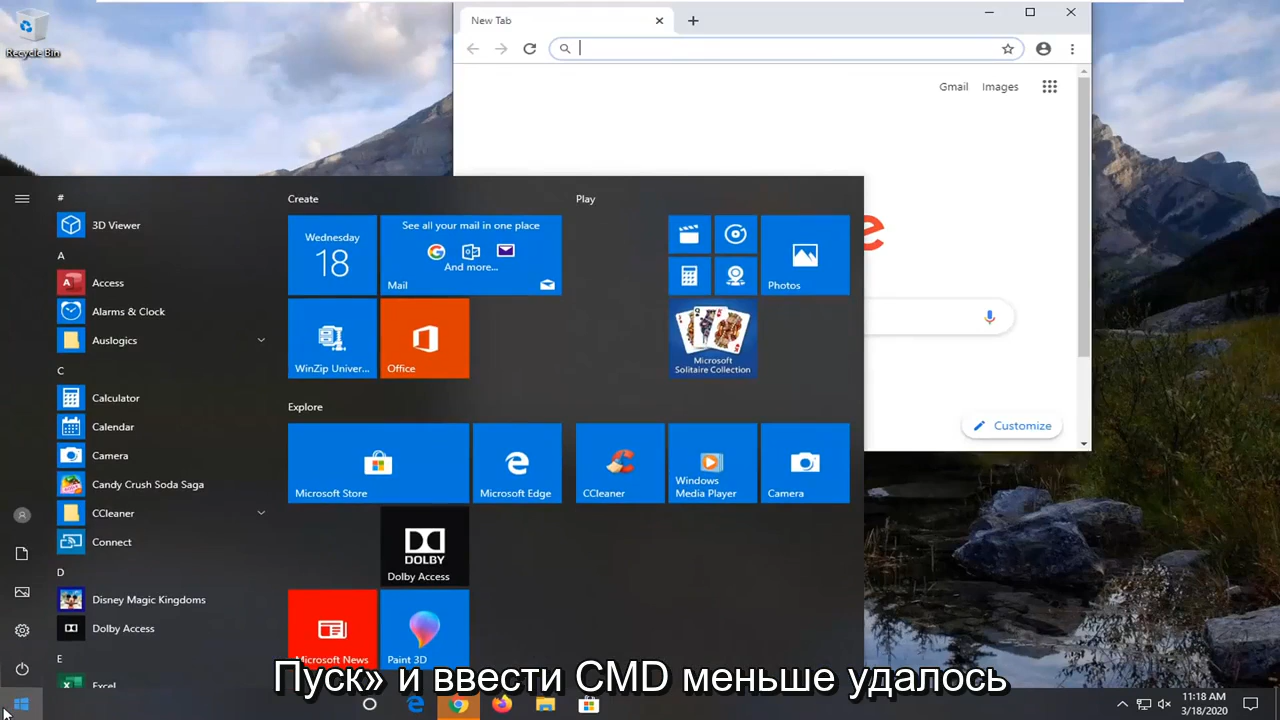 Recycle Bin
New Tab
Gmail
Images
e
Customize
#
3D Viewer
A
Access
Alarms & Clock
Auslogics
C
Calculator
Calendar
Camera
Candy Crush Soda Saga
CCleaner
Connect
D
Disney Magic Kingdoms
Dolby Access
E
Excel
Create
Wednesday
18
See all your mail in one place
And more...
Mail
WinZip Univer...
Office
Explore
Microsoft Store
Microsoft Edge
DOLBY
Dolby Access
Microsoft News
Paint 3D
Play
Photos
Microsoft
Solitaire Collection
CCleaner
Windows
Media Player
Camera
Пуск» и ввести CMD меньше удалось
11:18 AM
3/18/2020